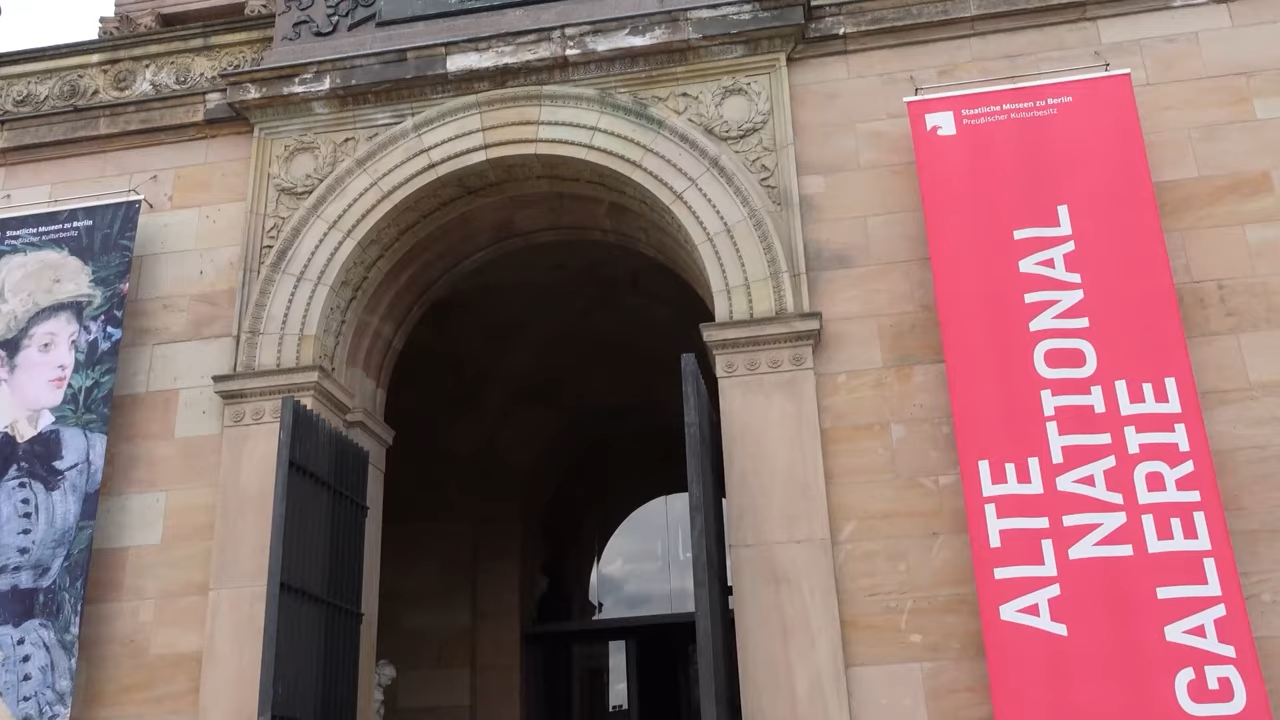 Staatliche Museen zu Berlin
Preußischer Kulturbesitz
Staatliche Museen zu Berlin
Preußischer Kulturbesitz
ALTE
NATIONAL
GALERIE